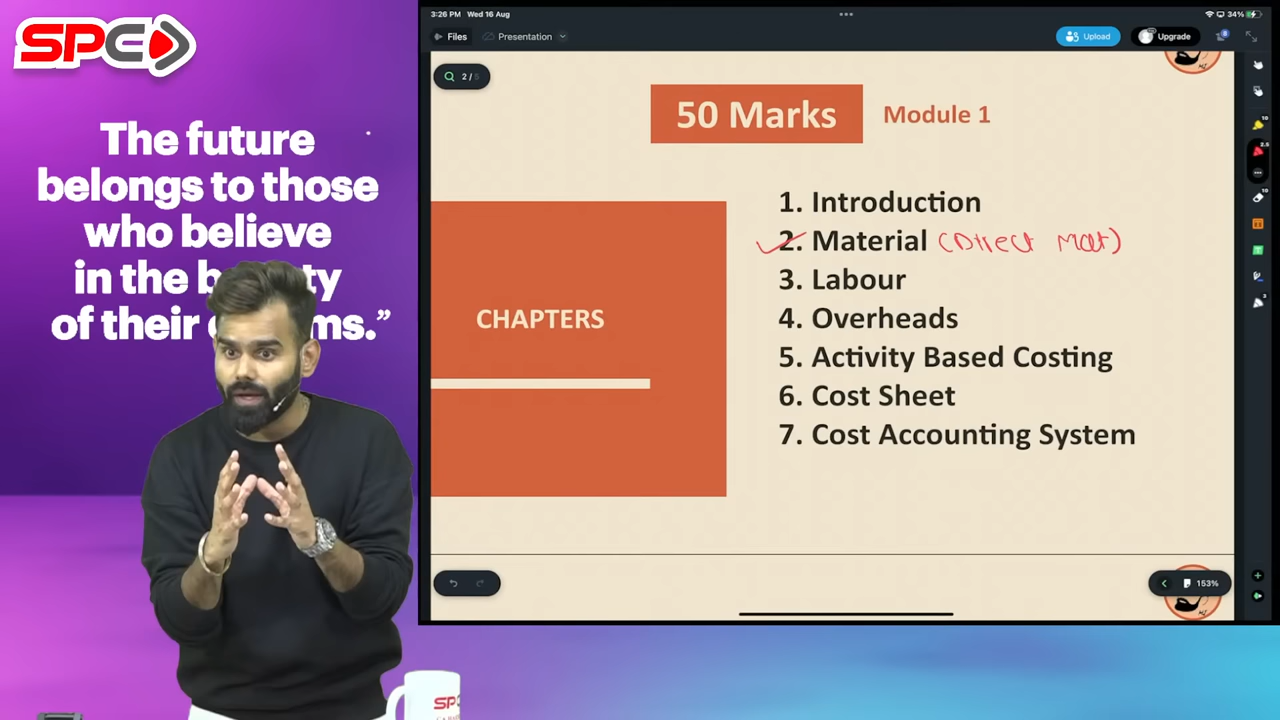 SPC
The future
belongs to those
who believe
in the b ty
of their ms.”
3:26 PM Wed 16 Aug
34%
Files
Presentation
Upload
Upgrade
2 / 5
50 Marks
Module 1
CHAPTERS
1. Introduction
2. Material (Direct Mat)
3. Labour
4. Overheads
5. Activity Based Costing
6. Cost Sheet
7. Cost Accounting System
153%
SPC